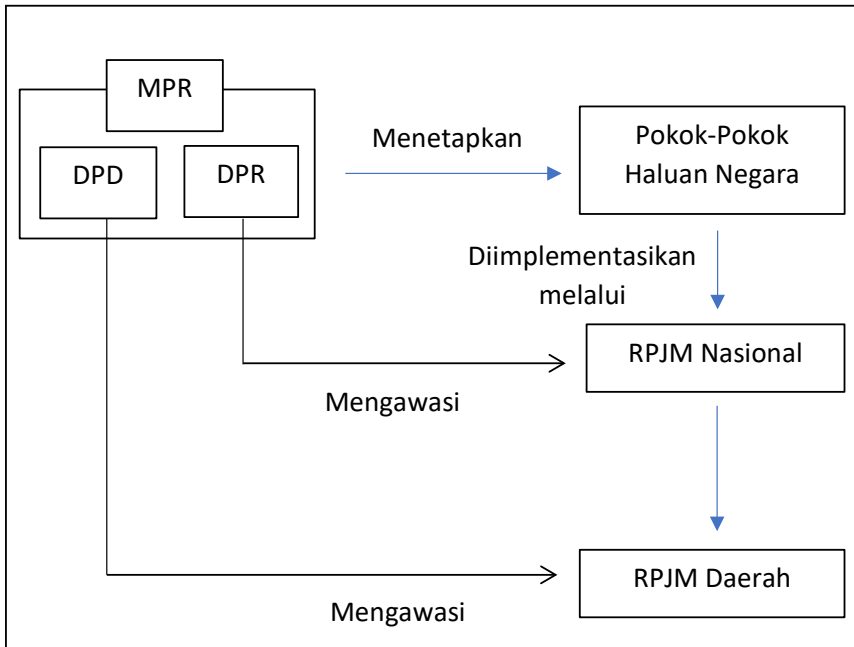 MPR
DPD
DPR
Menetapkan
Pokok-Pokok
Haluan Negara
Diimplementasikan
melalui
RPJM Nasional
Mengawasi
RPJM Daerah
Mengawasi